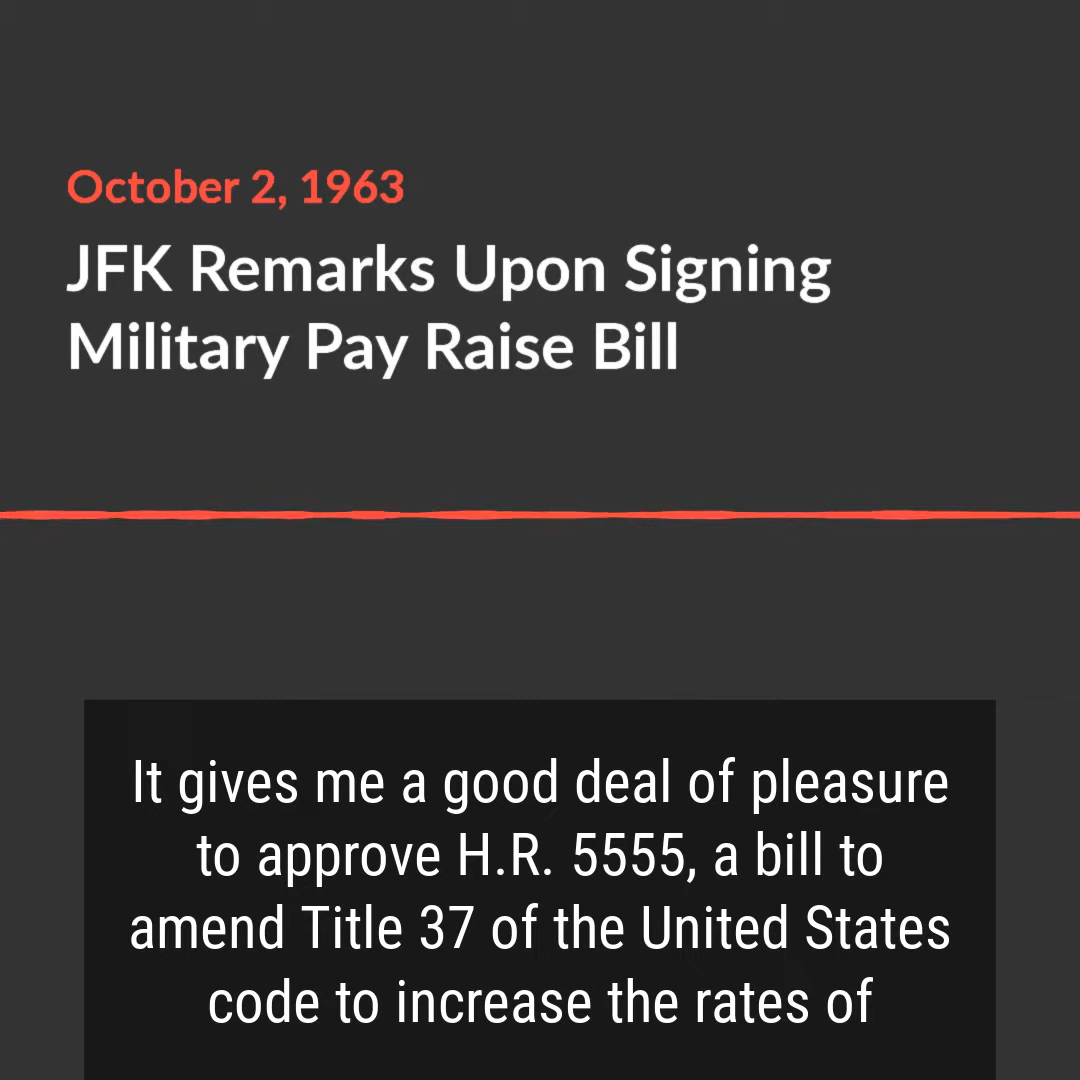 October 2, 1963
JFK Remarks Upon Signing
Military Pay Raise Bill
It gives me a good deal of pleasure
to approve H.R. 5555, a bill to
amend Title 37 of the United States
code to increase the rates of